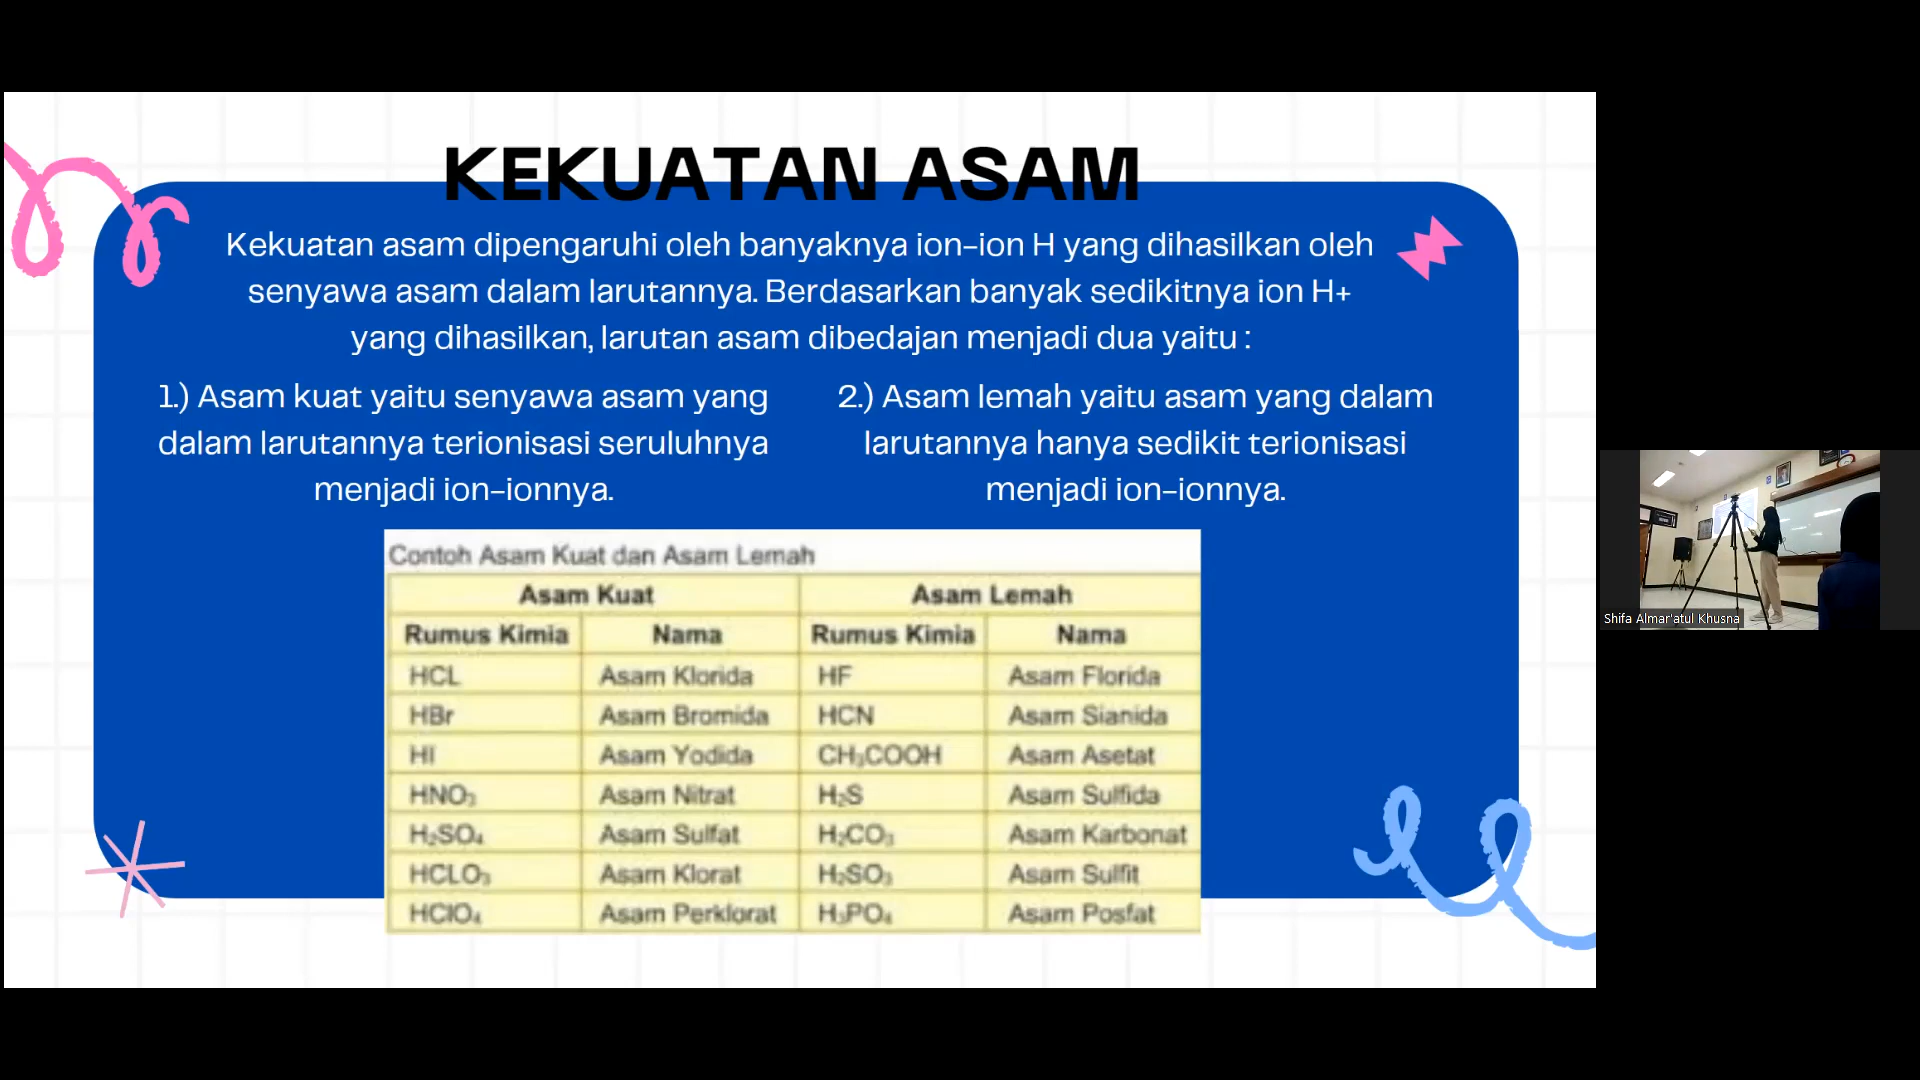 KEKUATAN ASAM
Kekuatan asam dipengaruhi oleh banyaknya ion-ion H yang dihasilkan oleh
senyawa asam dalam larutannya. Berdasarkan banyak sedikitnya ion H+
yang dihasilkan, larutan asam dibedajan menjadi dua yaitu :
1.) Asam kuat yaitu senyawa asam yang
dalam larutannya terionisasi seruluhnya
menjadi ion-ionnya.
2.) Asam lemah yaitu asam yang dalam
larutannya hanya sedikit terionisasi
menjadi ion-ionnya.
Contoh Asam Kuat dan Asam Lemah
Asam Kuat Asam Lemah
Rumus Kimia Nama Rumus Kimia Nama
HCL Asam Klorida HF Asam Florida
HBr Asam Bromida HCN Asam Sianida
HI Asam Yodida CH₃COOH Asam Asetat
HNO₃ Asam Nitrat H₂S Asam Sulfida
H₂SO₄ Asam Sulfat H₂CO₃ Asam Karbonat
HCLO₃ Asam Klorat H₂SO₃ Asam Sulfit
HClO₄ Asam Perklorat H₃PO₄ Asam Posfat
Shifa Almar'atul Khusna